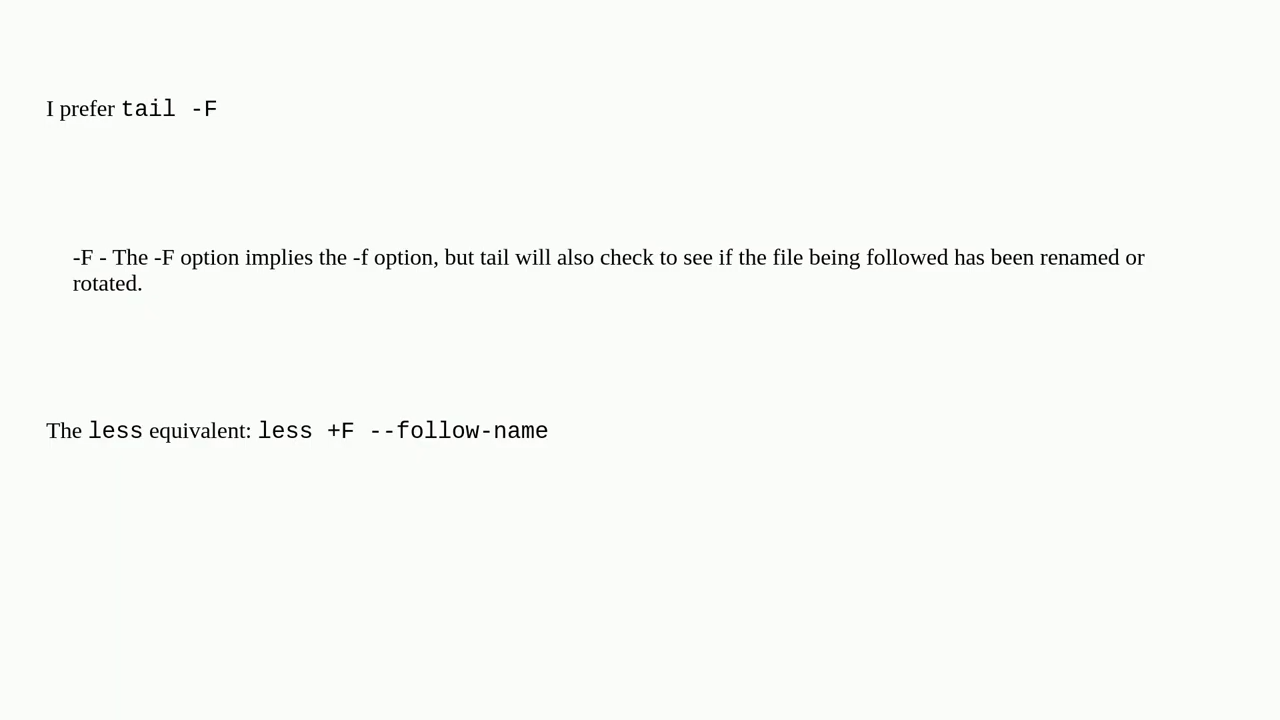 I prefer tail -F
-F - The -F option implies the -f option, but tail will also check to see if the file being followed has been renamed or
rotated.
The less equivalent: less +F --follow-name